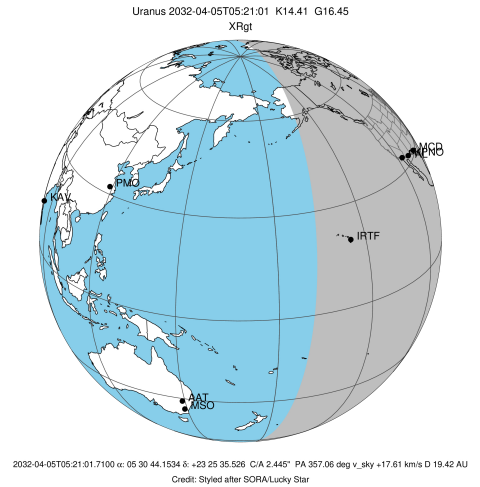 Uranus 2032-04-05T05:21:01 K14.41 G16.45
XRgt
MCD
KPNO
KAV
PMO
IRTF
AAT
MSO
2032-04-05T05:21:01.7100 α: 05 30 44.1534 δ: +23 25 35.526 C/A 2.445" PA 357.06 deg v_sky +17.61 km/s D 19.42 AU
Credit: Styled after SORA/Lucky Star